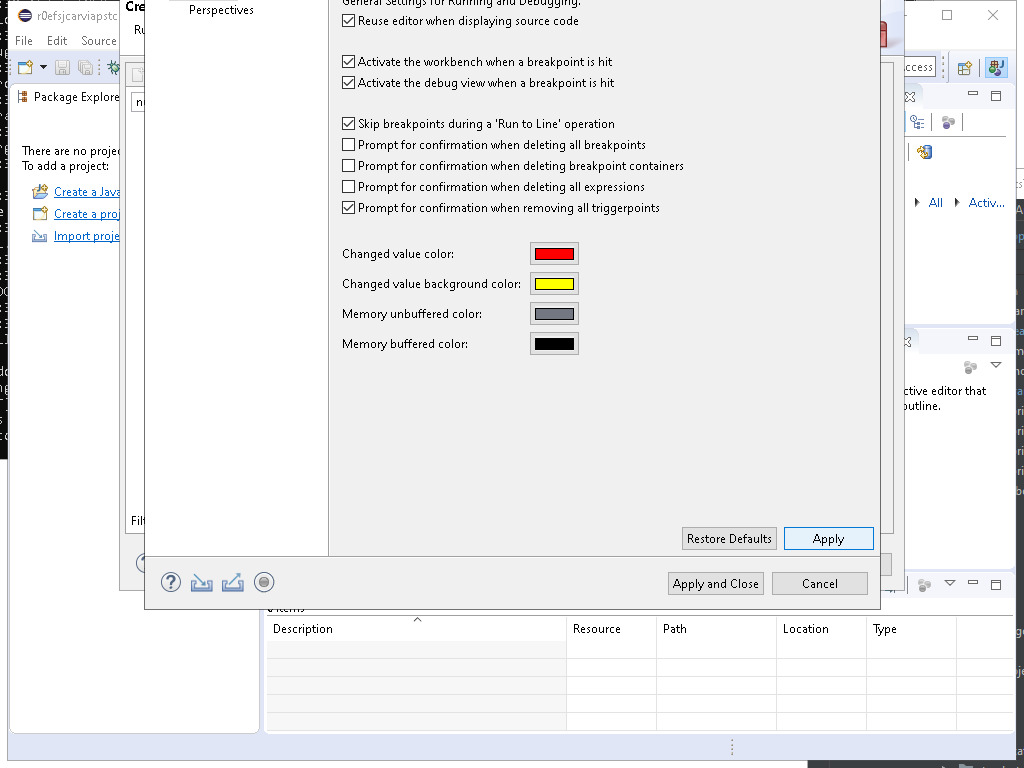 Perspectives
General Settings for Running and Debugging.
Reuse editor when displaying source code
Activate the workbench when a breakpoint is hit
Activate the debug view when a breakpoint is hit
Skip breakpoints during a 'Run to Line' operation
Prompt for confirmation when deleting all breakpoints
Prompt for confirmation when deleting breakpoint containers
Prompt for confirmation when deleting all expressions
Prompt for confirmation when removing all triggerpoints
Changed value color:
Changed value background color:
Memory unbuffered color:
Memory buffered color:
Restore Defaults
Apply
Apply and Close
Cancel
r0efsjcarviapstc
File Edit Source
Package Explore
There are no projec
To add a project:
Create a Java
Create a proj
Import proje
Cre
Ru
Filt
ccess
All
Activ...
ctive editor that
outline.
Description
Resource
Path
Location
Type